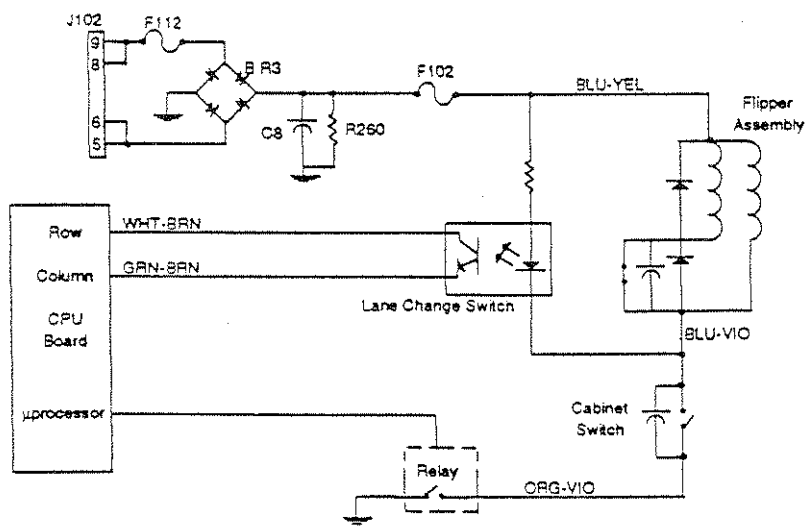 J102
F112
9
8
6
5
BR3
C8
R260
F102
BLU-YEL
Flipper
Assembly
Row
WHT-BRN
Column
GRN-BRN
CPU
Board
Lane Change Switch
BLU-VIO
Cabinet
Switch
µprocessor
Relay
ORG-VIO